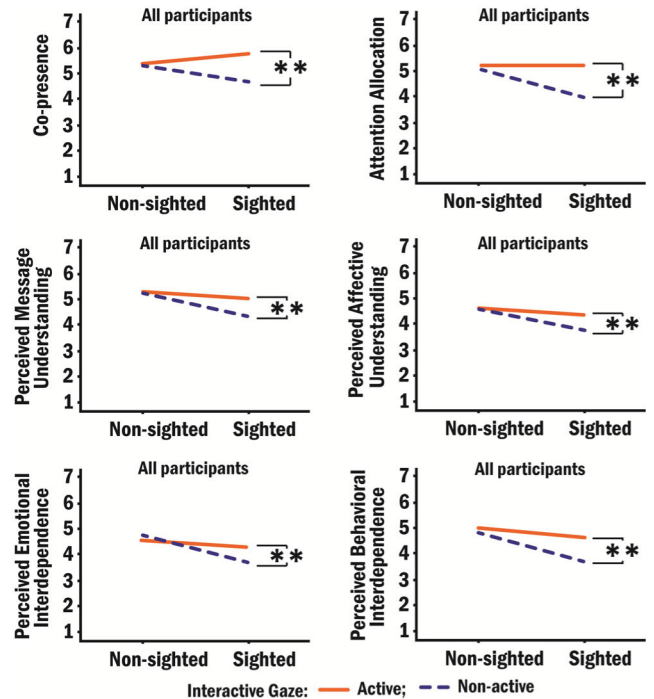 All participants
7
6
5
4
3
2
1
Co-presence
**
Non-sighted Sighted
All participants
7
6
5
4
3
2
1
Attention Allocation
**
Non-sighted Sighted
All participants
7
6
5
4
3
2
1
Perceived Message
Understanding
**
Non-sighted Sighted
All participants
7
6
5
4
3
2
1
Perceived Affective
Understanding
**
Non-sighted Sighted
All participants
7
6
5
4
3
2
1
Perceived Emotional
Interdependence
**
Non-sighted Sighted
All participants
7
6
5
4
3
2
1
Perceived Behavioral
Interdependence
**
Non-sighted Sighted
Interactive Gaze: Active; Non-active